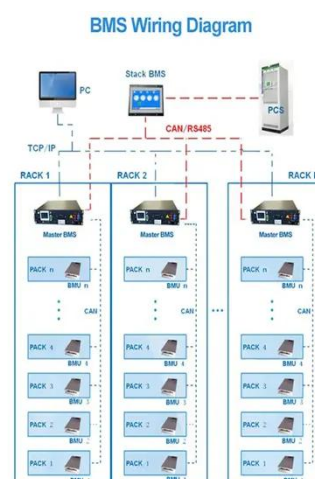 BMS Wiring Diagram
Stack BMS
PC
PCS
CAN/RS485
TCP/IP
RACK 1 RACK 2 RACK
Master BMS Master BMS Master BMS
PACK n PACK n PACK n
BMU n BMU n BMU n
CAN CAN CAN
PACK 4 PACK 4 PACK 4
BMU 4 BMU 4 BMU 4
PACK 3 PACK 3 PACK 3
BMU 3 BMU 3 BMU 3
PACK 2 PACK 2 PACK 2
BMU 2 BMU 2 BMU 2
PACK 1 PACK 1 PACK 1